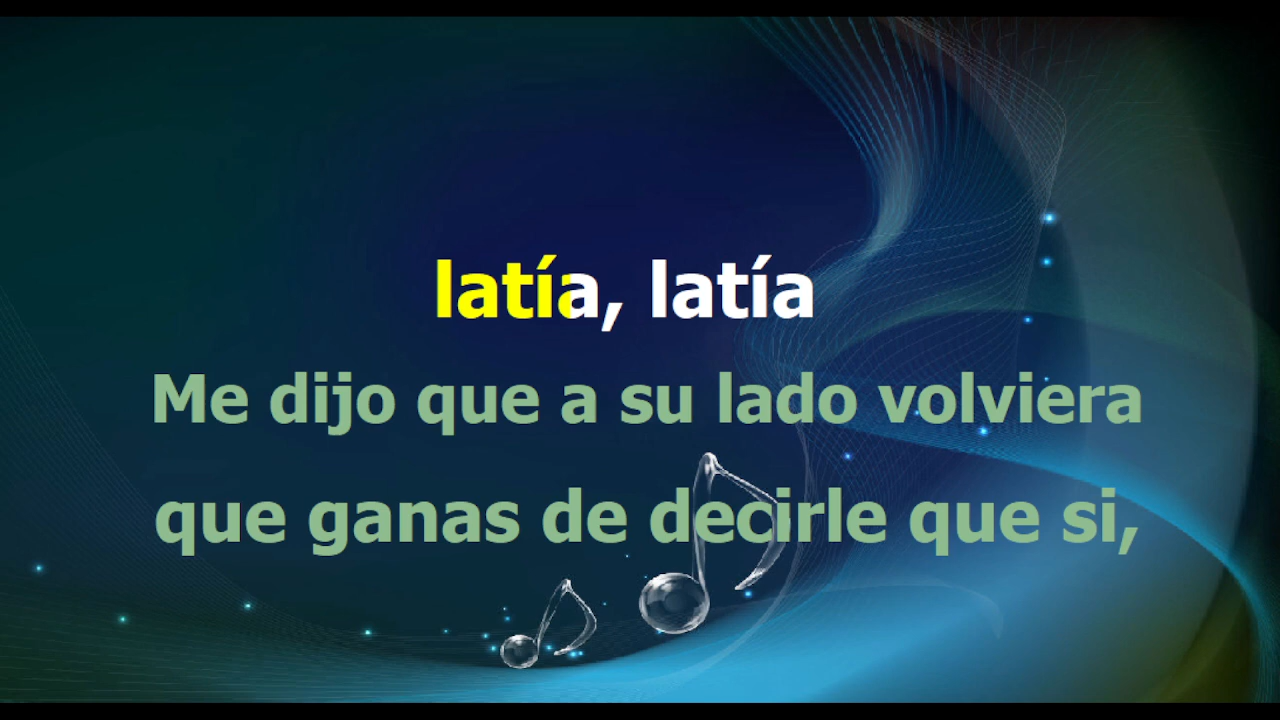 latía, latía
Me dijo que a su lado volviera
que ganas de decirle que si,